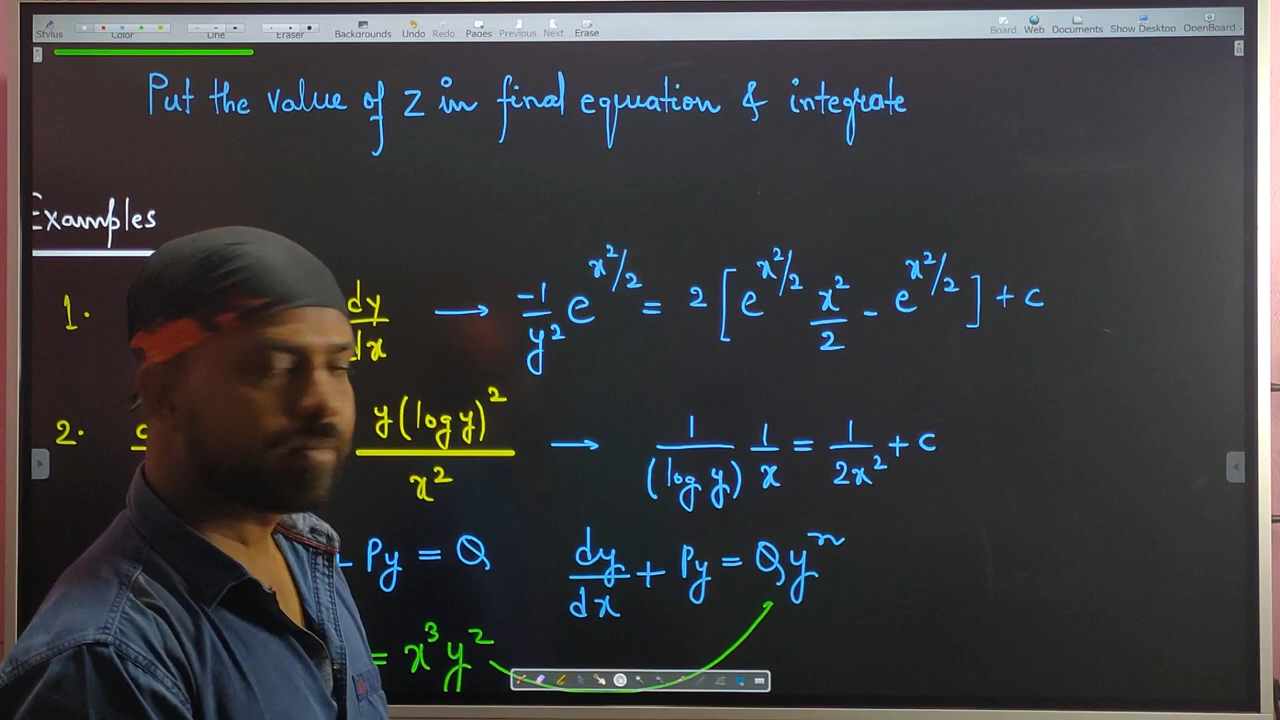 Stylus Color Line Eraser Backgrounds Undo Redo Pages Previous Next Erase Board Web Documents Show Desktop OpenBoard
Put the value of z in final equation & integrate
Examples
1. dy/dx → -1/y² e^(x²/2) = 2 [ e^(x²/2) x²/2 - e^(x²/2) ] + c
2. y(log y)²/x² → 1/(log y) 1/x = 1/2x² + c
Py = Q dy/dx + Py = Qyⁿ
= x³y²